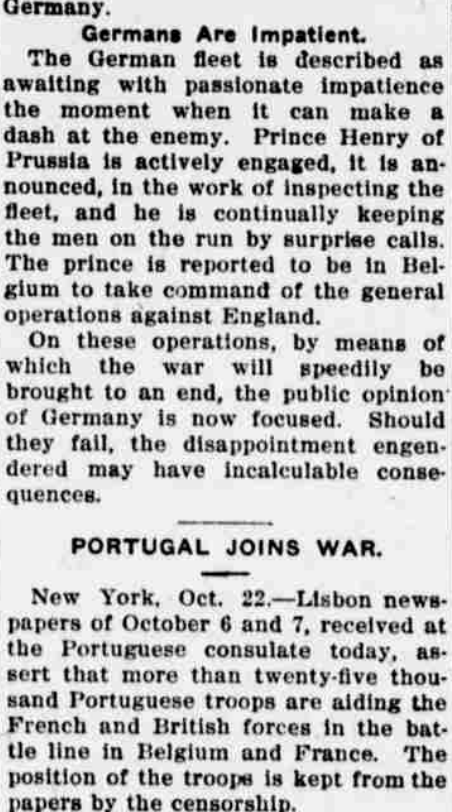 Germany.
Germans Are Impatient.
The German fleet is described as
awaiting with passionate impatience
the moment when it can make a
dash at the enemy. Prince Henry of
Prussia is actively engaged, it is an-
nounced, in the work of inspecting the
fleet, and he is continually keeping
the men on the run by surprise calls.
The prince is reported to be in Bel-
gium to take command of the general
operations against England.
On these operations, by means of
which the war will speedily be
brought to an end, the public opinion
of Germany is now focused. Should
they fail, the disappointment engen-
dered may have incalculable conse-
quences.
PORTUGAL JOINS WAR.
New York, Oct. 22.—Lisbon news-
papers of October 6 and 7, received at
the Portuguese consulate today, as-
sert that more than twenty-five thou-
sand Portuguese troops are aiding the
French and British forces in the bat-
tle line in Belgium and France. The
position of the troops is kept from the
papers by the censorship.